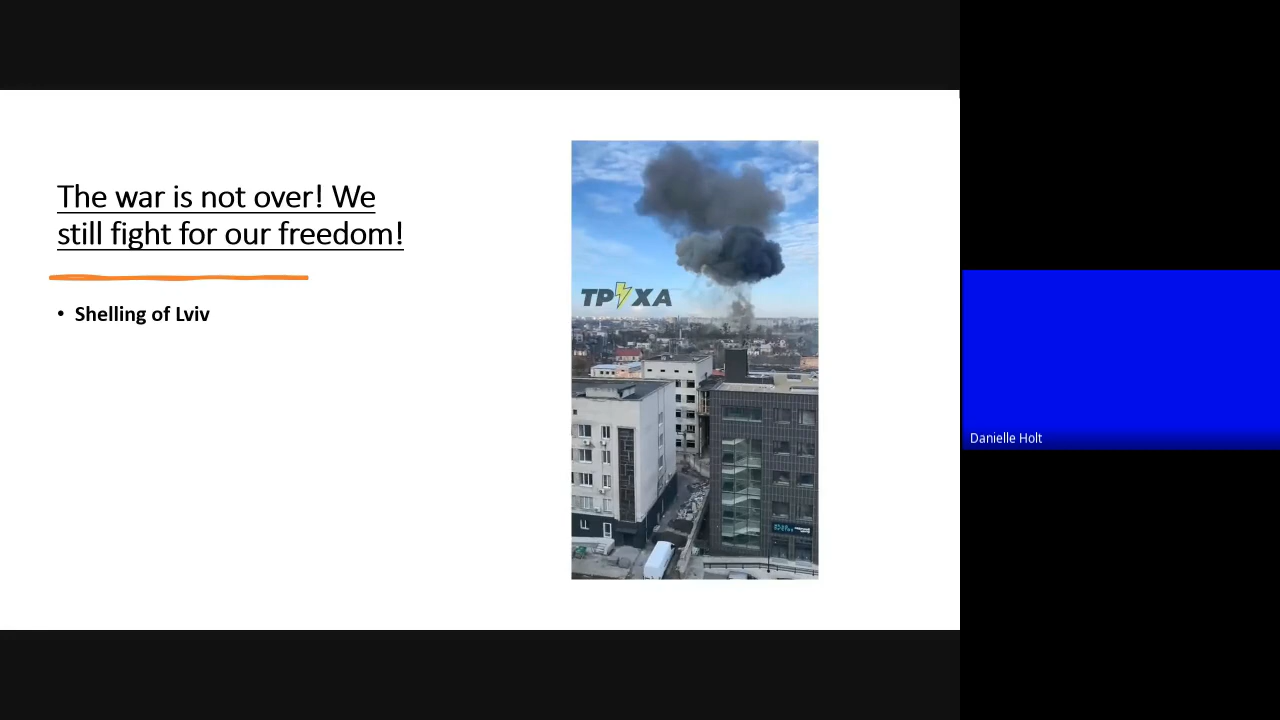 The war is not over! We
still fight for our freedom!
• Shelling of Lviv
ТРУХА
Danielle Holt